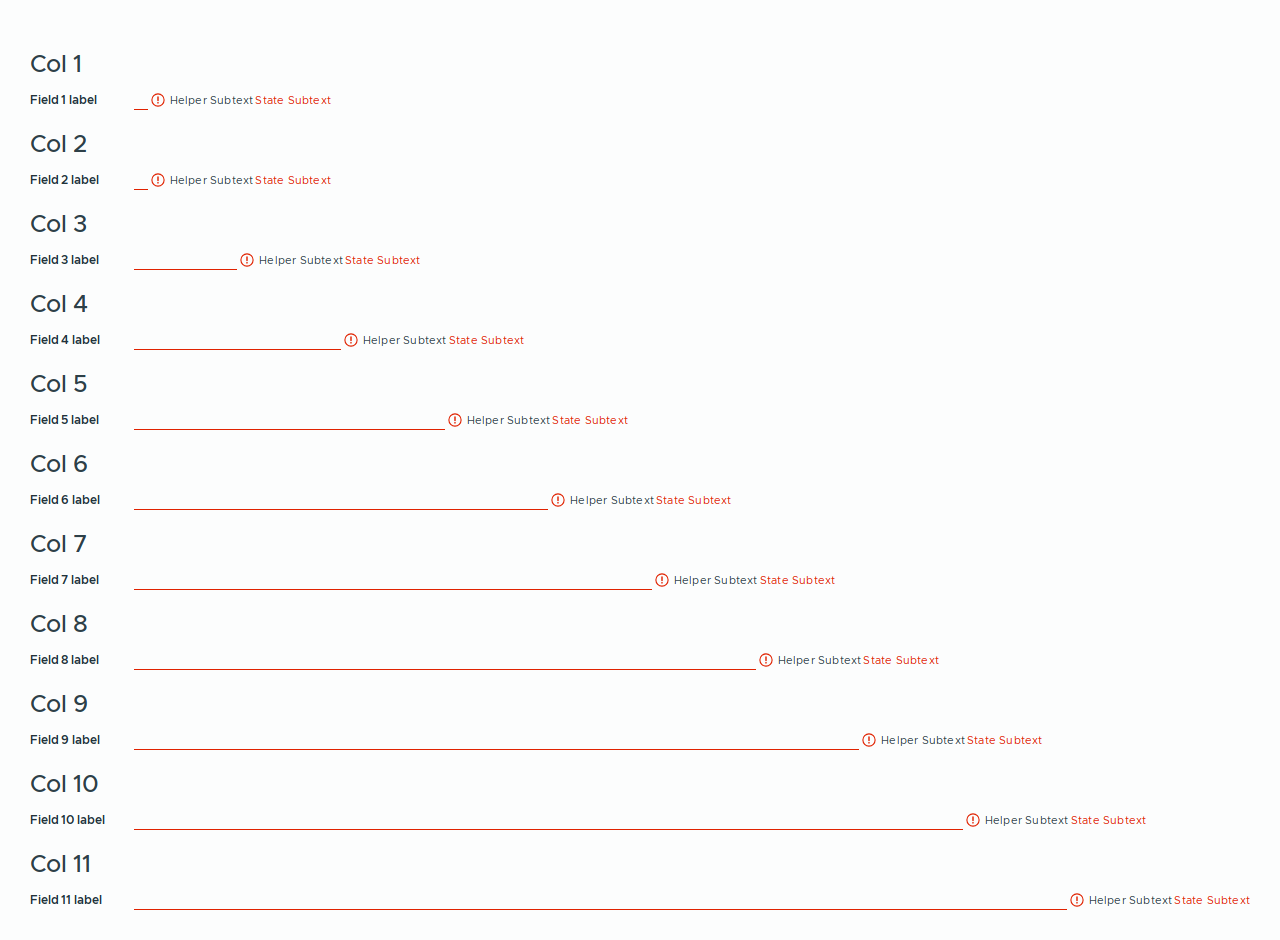 Col 1
Field 1 label Helper Subtext State Subtext
Col 2
Field 2 label Helper Subtext State Subtext
Col 3
Field 3 label Helper Subtext State Subtext
Col 4
Field 4 label Helper Subtext State Subtext
Col 5
Field 5 label Helper Subtext State Subtext
Col 6
Field 6 label Helper Subtext State Subtext
Col 7
Field 7 label Helper Subtext State Subtext
Col 8
Field 8 label Helper Subtext State Subtext
Col 9
Field 9 label Helper Subtext State Subtext
Col 10
Field 10 label Helper Subtext State Subtext
Col 11
Field 11 label Helper Subtext State Subtext